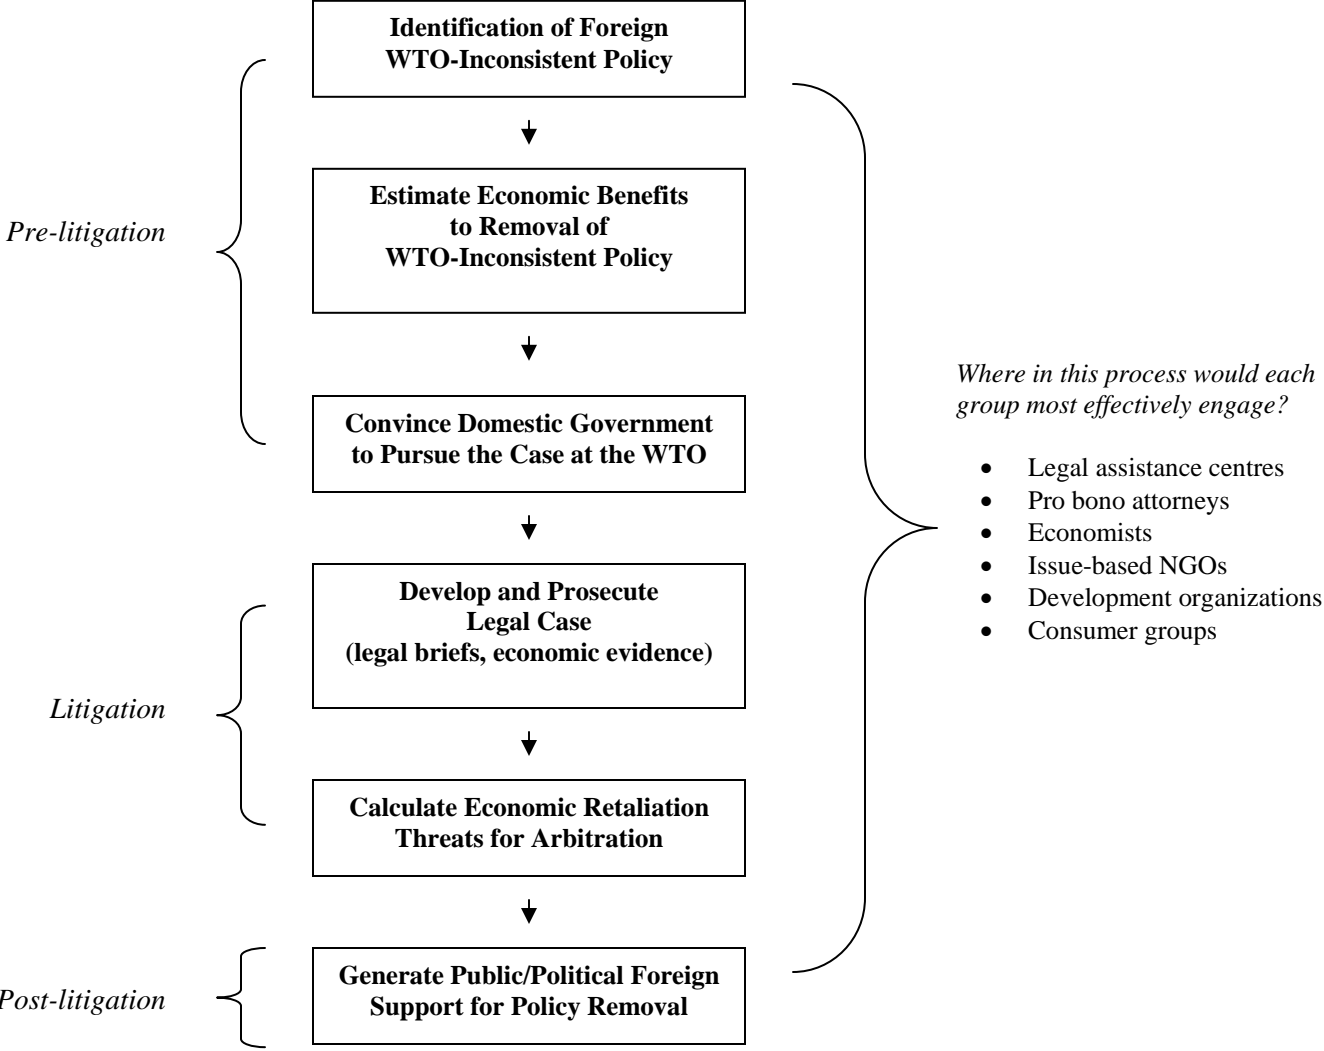 Identification of Foreign
WTO-Inconsistent Policy
Estimate Economic Benefits
to Removal of
WTO-Inconsistent Policy
Pre-litigation
Convince Domestic Government
to Pursue the Case at the WTO
Where in this process would each
group most effectively engage?
• Legal assistance centres
• Pro bono attorneys
• Economists
• Issue-based NGOs
• Development organizations
• Consumer groups
Develop and Prosecute
Legal Case
(legal briefs, economic evidence)
Litigation
Calculate Economic Retaliation
Threats for Arbitration
Generate Public/Political Foreign
Support for Policy Removal
Post-litigation